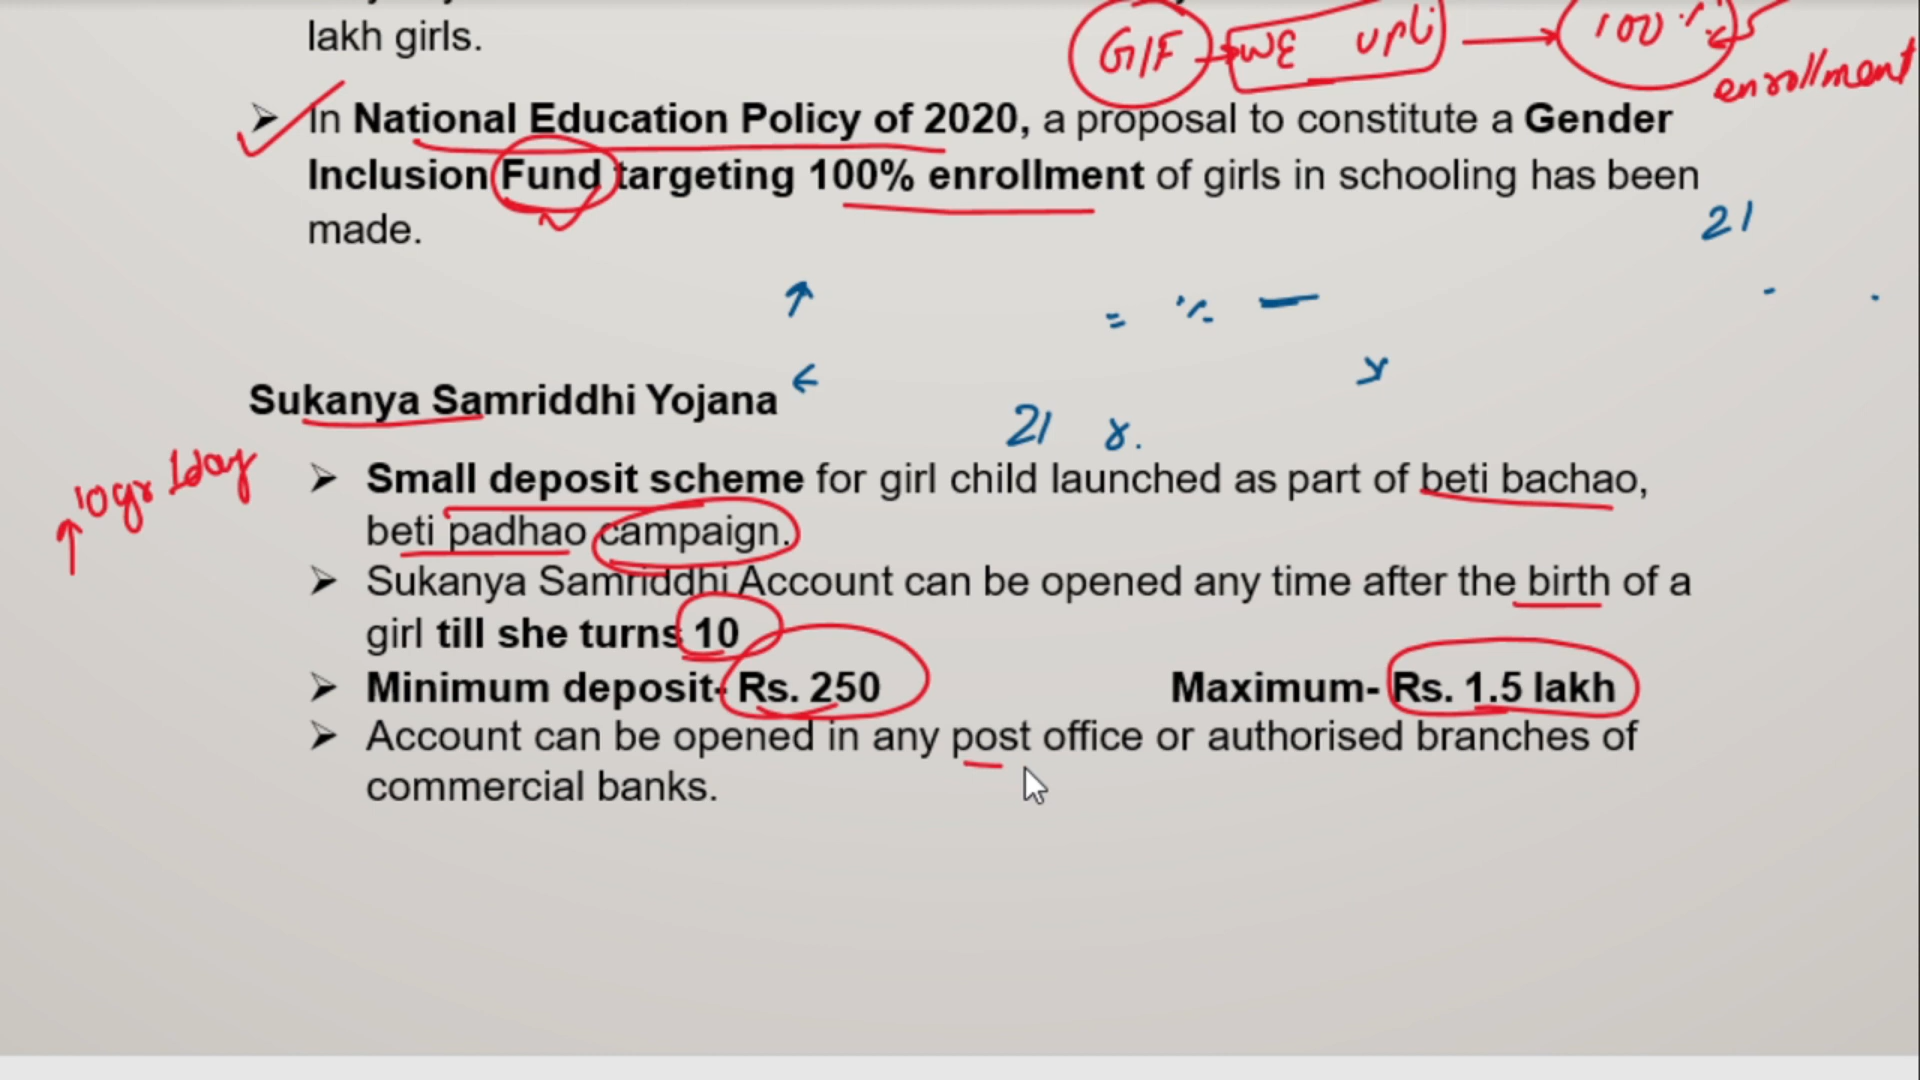 lakh girls.
G/F WE upli 100%
enrollment
➢ In National Education Policy of 2020, a proposal to constitute a Gender
Inclusion Fund targeting 100% enrollment of girls in schooling has been
made.
21
= % —
Sukanya Samriddhi Yojana
21
10yr 1day
➢ Small deposit scheme for girl child launched as part of beti bachao,
beti padhao campaign.
➢ Sukanya Samriddhi Account can be opened any time after the birth of a
girl till she turns 10
➢ Minimum deposit- Rs. 250 Maximum- Rs. 1.5 lakh
➢ Account can be opened in any post office or authorised branches of
commercial banks.